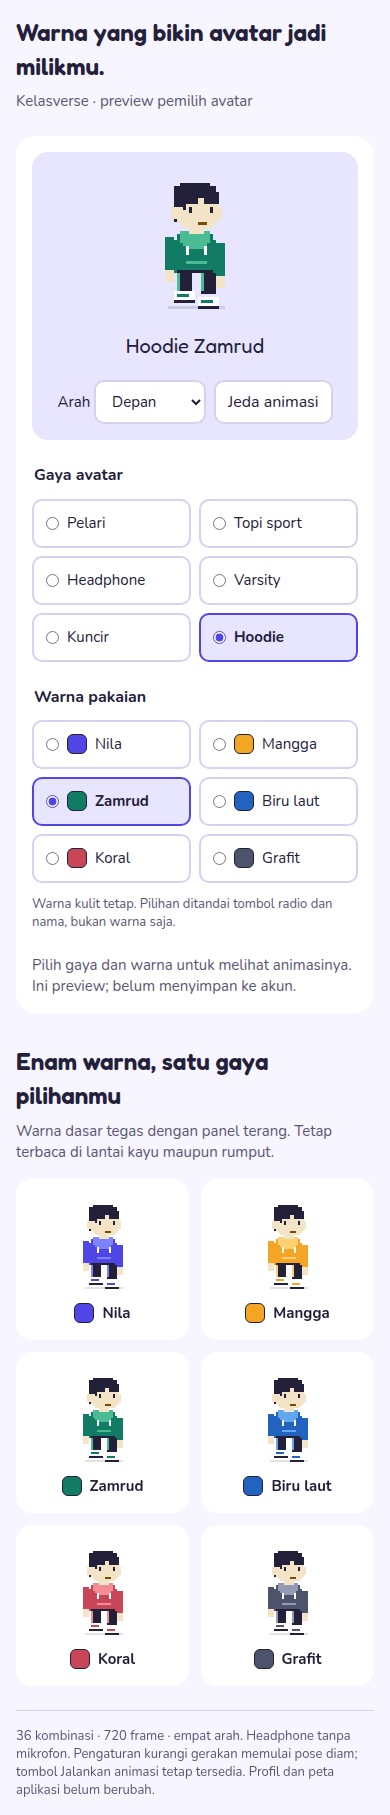 Warna yang bikin avatar jadi
milikmu.
Kelasverse · preview pemilih avatar
Hoodie Zamrud
Arah Depan Jeda animasi
Gaya avatar
Pelari Topi sport
Headphone Varsity
Kuncir Hoodie
Warna pakaian
Nila Mangga
Zamrud Biru laut
Koral Grafit
Warna kulit tetap. Pilihan ditandai tombol radio dan
nama, bukan warna saja.
Pilih gaya dan warna untuk melihat animasinya.
Ini preview; belum menyimpan ke akun.
Enam warna, satu gaya
pilihanmu
Warna dasar tegas dengan panel terang. Tetap
terbaca di lantai kayu maupun rumput.
Nila Mangga
Zamrud Biru laut
Koral Grafit
36 kombinasi · 720 frame · empat arah. Headphone tanpa
mikrofon. Pengaturan kurangi gerakan memulai pose diam;
tombol Jalankan animasi tetap tersedia. Profil dan peta
aplikasi belum berubah.